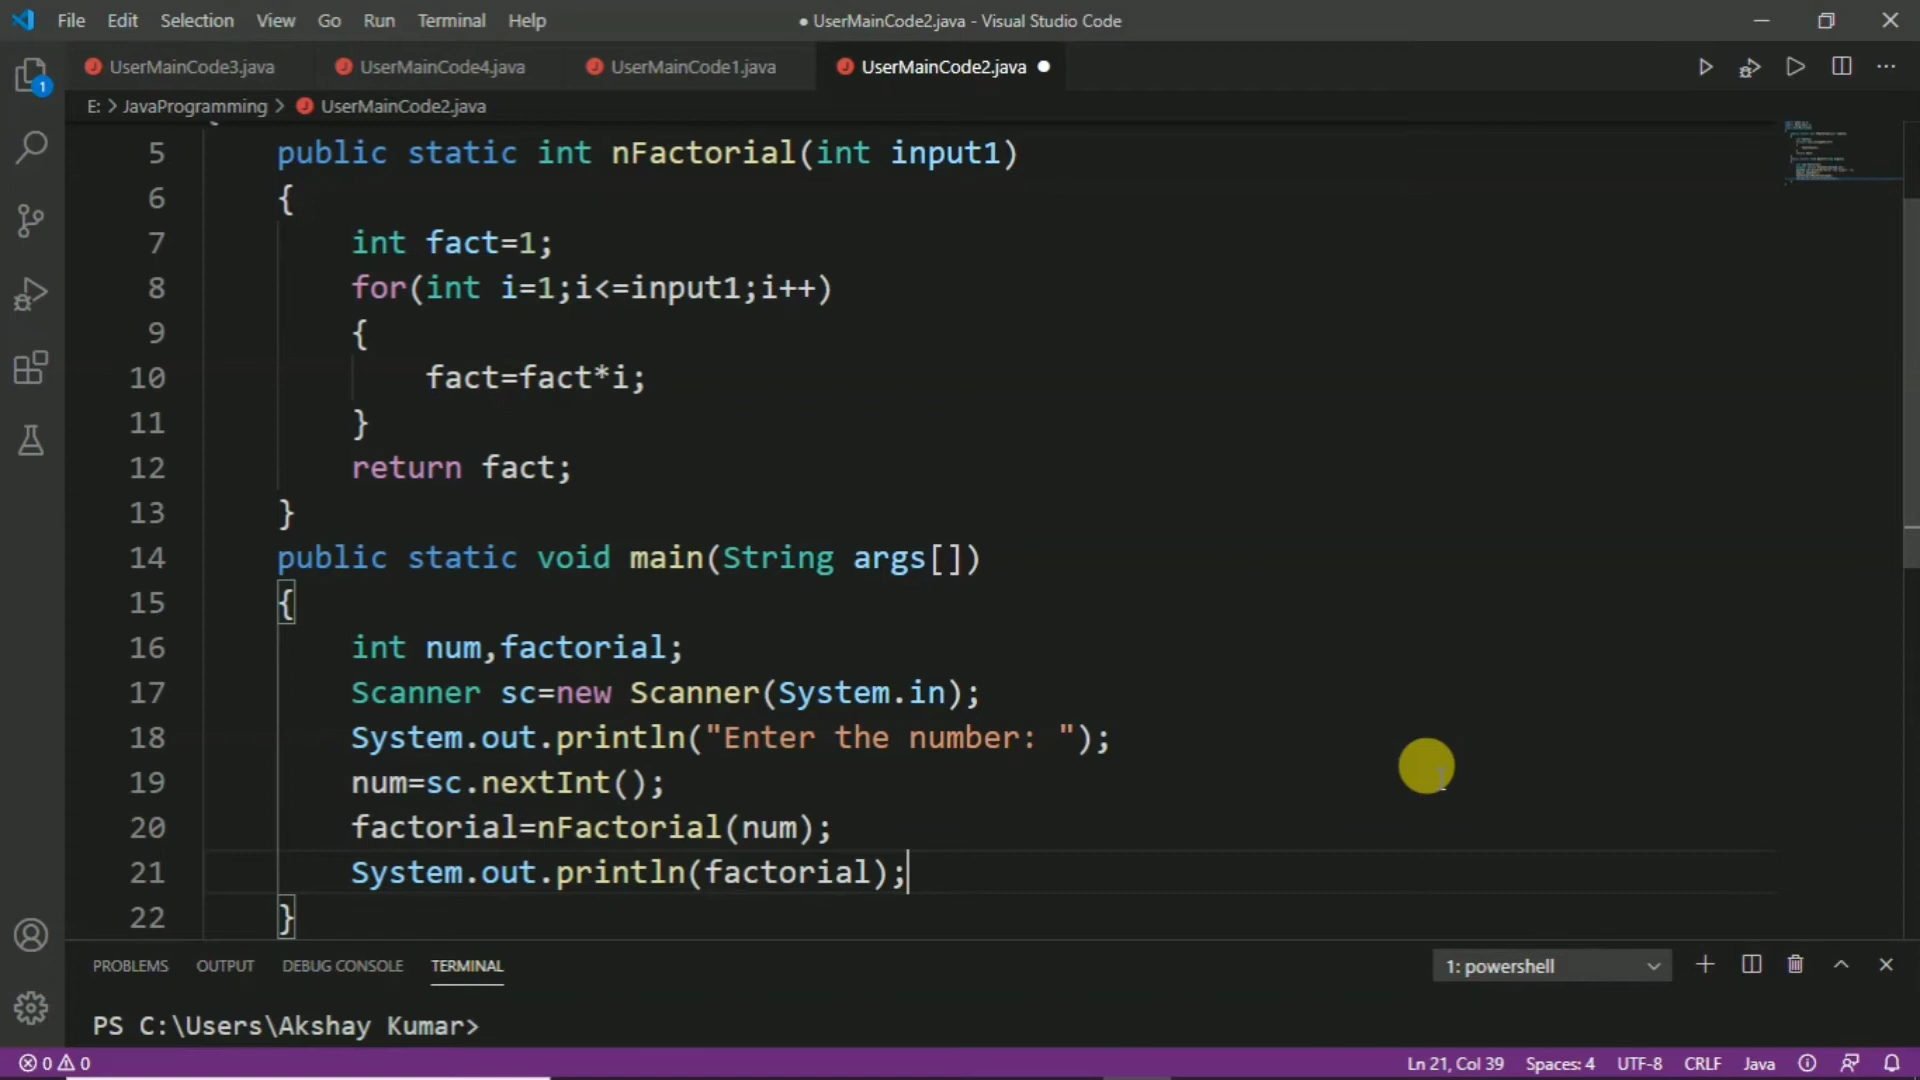 File Edit Selection View Go Run Terminal Help ● UserMainCode2.java - Visual Studio Code
UserMainCode3.java UserMainCode4.java UserMainCode1.java UserMainCode2.java ●
E: > JavaProgramming > UserMainCode2.java
1
5 public static int nFactorial(int input1)
6 {
7 int fact=1;
8 for(int i=1;i<=input1;i++)
9 {
10 fact=fact*i;
11 }
12 return fact;
13 }
14 public static void main(String args[])
15 {
16 int num,factorial;
17 Scanner sc=new Scanner(System.in);
18 System.out.println("Enter the number: ");
19 num=sc.nextInt();
20 factorial=nFactorial(num);
21 System.out.println(factorial);
22 }
PROBLEMS OUTPUT DEBUG CONSOLE TERMINAL 1: powershell
PS C:\Users\Akshay Kumar>
0 0 Ln 21, Col 39 Spaces: 4 UTF-8 CRLF Java